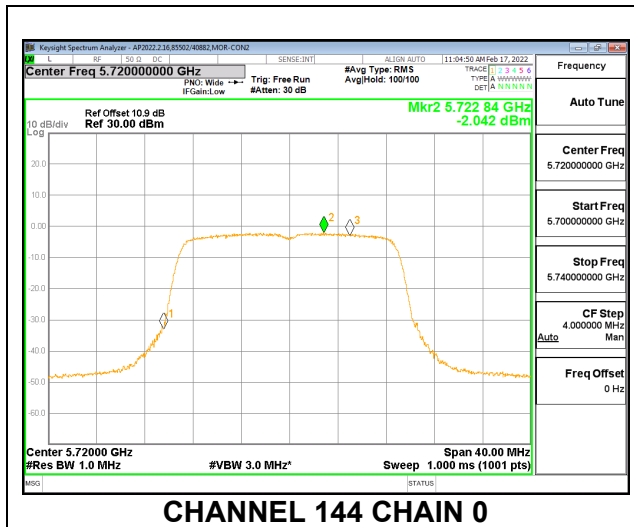 Keysight Spectrum Analyzer - AP2022.2.16,85502/40882,MOR-CON2
L RF 50 Ω DC SENSE:INT ALIGN AUTO 11:04:50 AM Feb 17, 2022
Center Freq 5.720000000 GHz
PNO: Wide
IFGain:Low
Trig: Free Run
#Atten: 30 dB
#Avg Type: RMS
Avg|Hold: 100/100
TRACE 1 2 3 4 5 6
TYPE A WWWWW
DET A N N N N N
Ref Offset 10.9 dB
Ref 30.00 dBm
10 dB/div
Log
Mkr2 5.722 84 GHz
-2.042 dBm
20.0
10.0
0.00
-10.0
-20.0
-30.0
-40.0
-50.0
-60.0
1
2
3
Center 5.72000 GHz
#Res BW 1.0 MHz
#VBW 3.0 MHz*
Span 40.00 MHz
Sweep 1.000 ms (1001 pts)
MSG
STATUS
Frequency
Auto Tune
Center Freq
5.720000000 GHz
Start Freq
5.700000000 GHz
Stop Freq
5.740000000 GHz
CF Step
4.000000 MHz
Auto Man
Freq Offset
0 Hz
CHANNEL 144 CHAIN 0